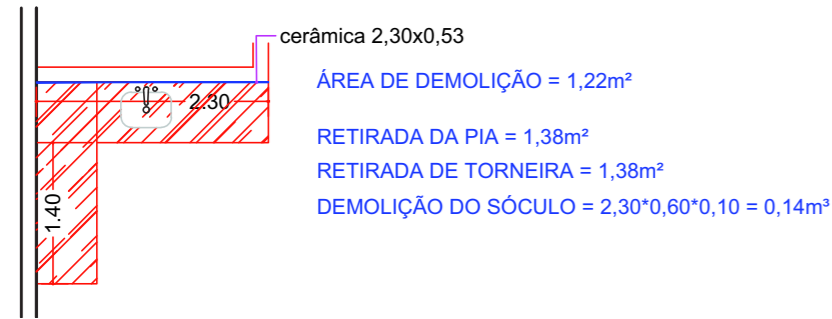 cerâmica 2,30x0,53
ÁREA DE DEMOLIÇÃO = 1,22m²
2.30
RETIRADA DA PIA = 1,38m²
RETIRADA DE TORNEIRA = 1,38m²
DEMOLIÇÃO DO SÓCULO = 2,30*0,60*0,10 = 0,14m³
1.40